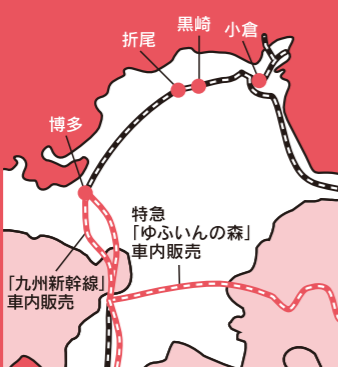 小倉
黒崎
折尾
博多
特急
「ゆふいんの森」
車内販売
「九州新幹線」
車内販売